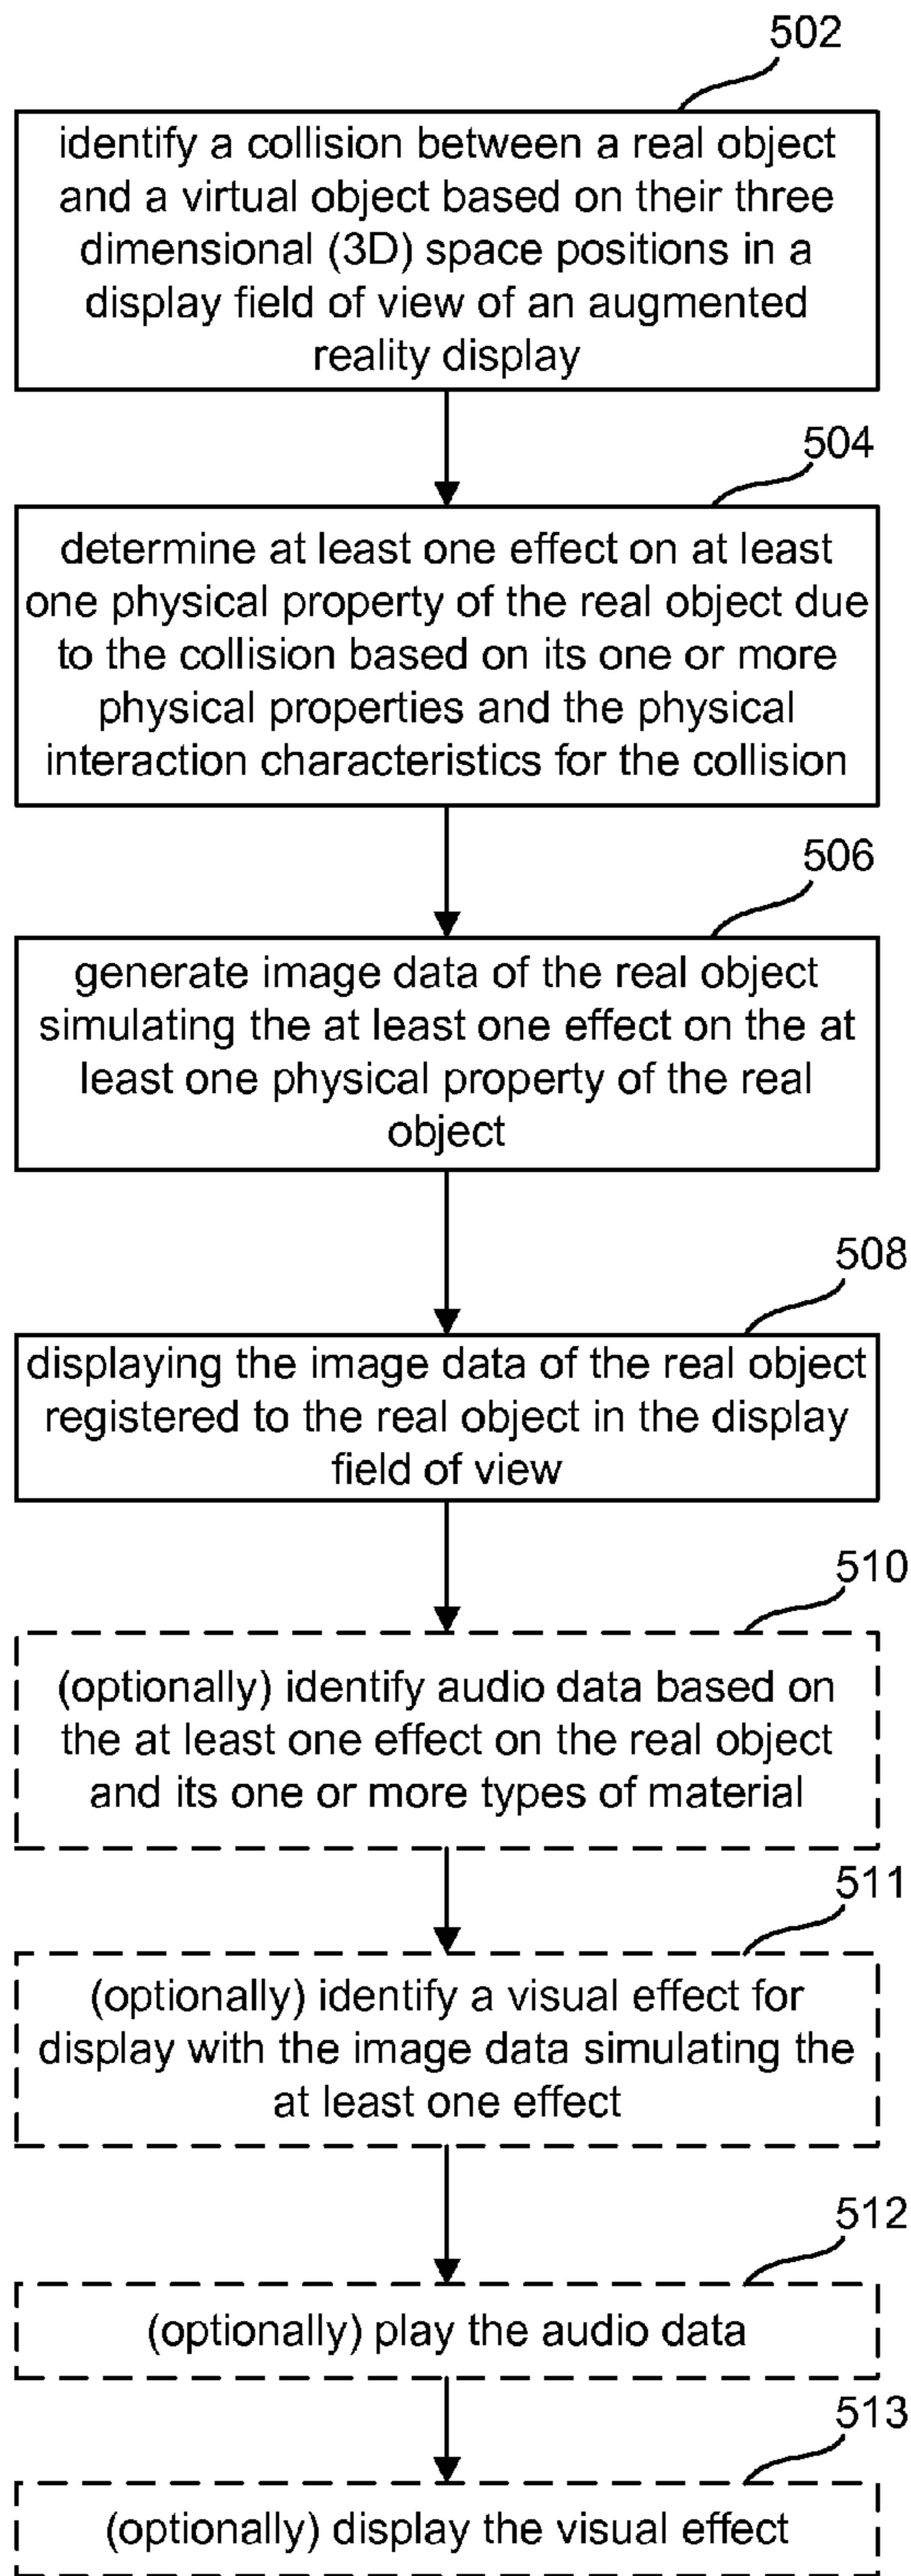 502
identify a collision between a real object
and a virtual object based on their three
dimensional (3D) space positions in a
display field of view of an augmented
reality display
504
determine at least one effect on at least
one physical property of the real object due
to the collision based on its one or more
physical properties and the physical
interaction characteristics for the collision
506
generate image data of the real object
simulating the at least one effect on the at
least one physical property of the real
object
508
displaying the image data of the real object
registered to the real object in the display
field of view
510
(optionally) identify audio data based on
the at least one effect on the real object
and its one or more types of material
511
(optionally) identify a visual effect for
display with the image data simulating the
at least one effect
512
(optionally) play the audio data
513
(optionally) display the visual effect